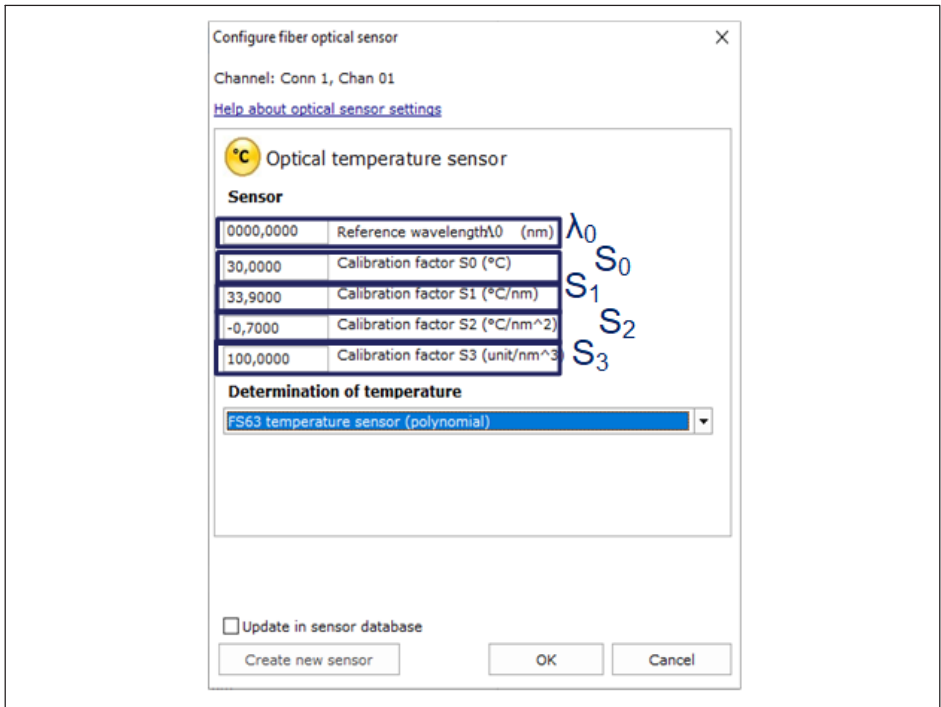 Configure fiber optical sensor
Channel: Conn 1, Chan 01
Help about optical sensor settings
°C Optical temperature sensor
Sensor
0000,0000 Reference wavelengthλ0 (nm) λ0
30,0000 Calibration factor S0 (°C) S0
33,9000 Calibration factor S1 (°C/nm) S1
-0,7000 Calibration factor S2 (°C/nm^2) S2
100,0000 Calibration factor S3 (unit/nm^3) S3
Determination of temperature
FS63 temperature sensor (polynomial)
Update in sensor database
Create new sensor OK Cancel